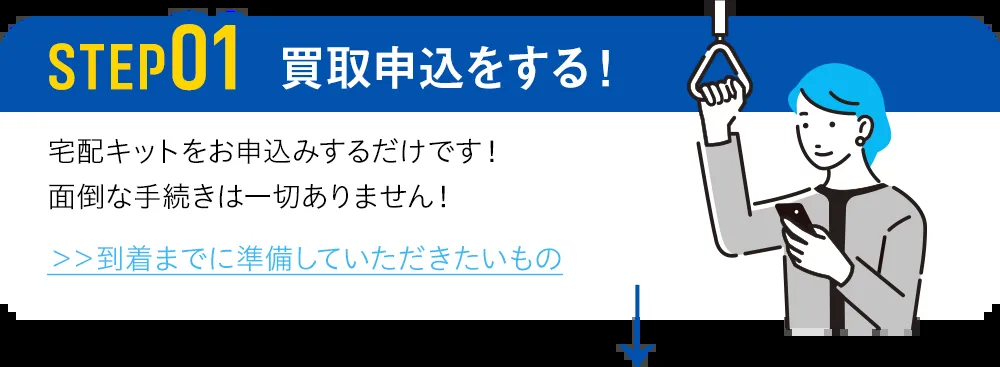 STEP01 買取申込をする!
宅配キットをお申込みするだけです!
面倒な手続きは一切ありません!
>>到着までに準備していただきたいもの